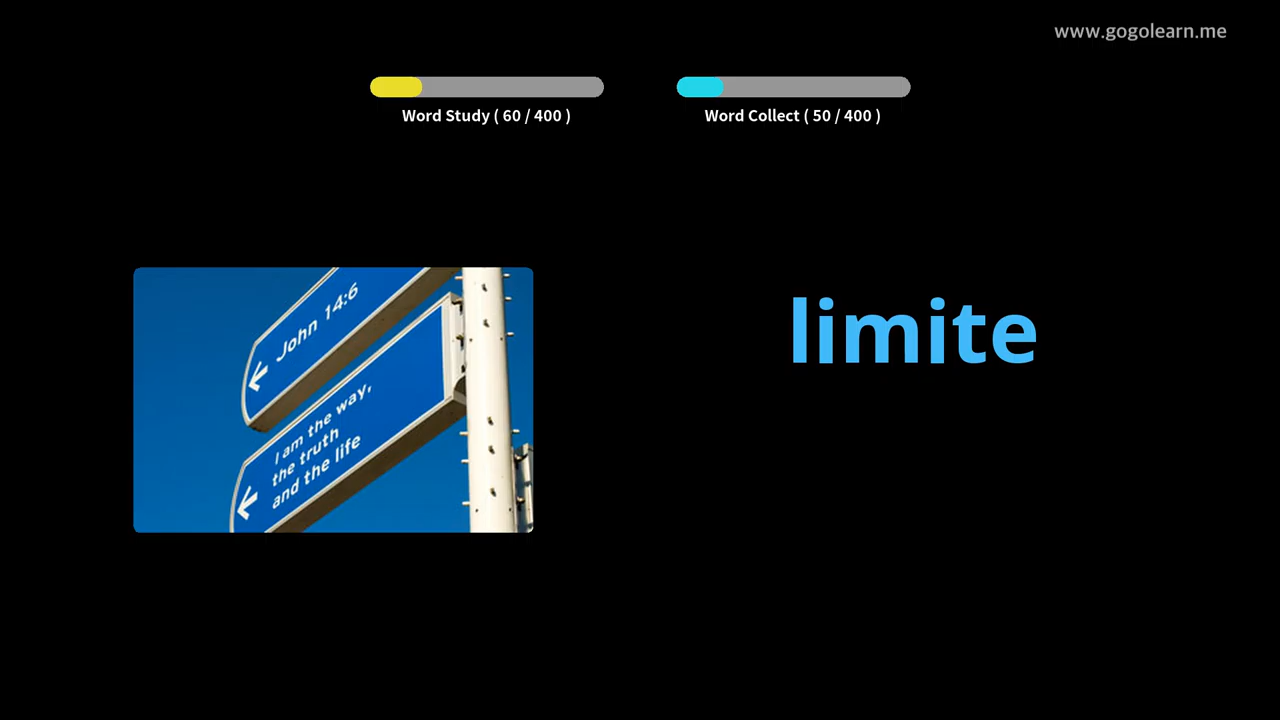 www.gogolearn.me
Word Study ( 60 / 400 )
Word Collect ( 50 / 400 )
John 14:6
I am the way,
the truth
and the life
limite